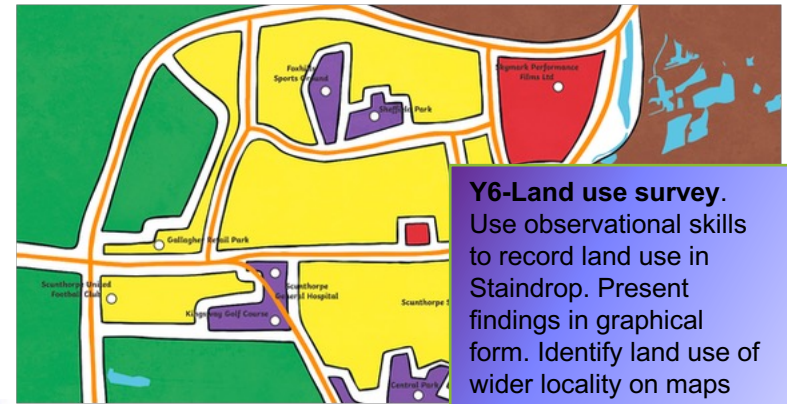 Foxhills
Sports Ground
Skymark Performance
Films Ltd
Sheffield Park
Gallagher Retail Park
Scunthorpe United
Football Club
Scunthorpe
General Hospital
Kingsway Golf Course
Scunthorpe S
Central Park
Y6-Land use survey.
Use observational skills
to record land use in
Staindrop. Present
findings in graphical
form. Identify land use of
wider locality on maps